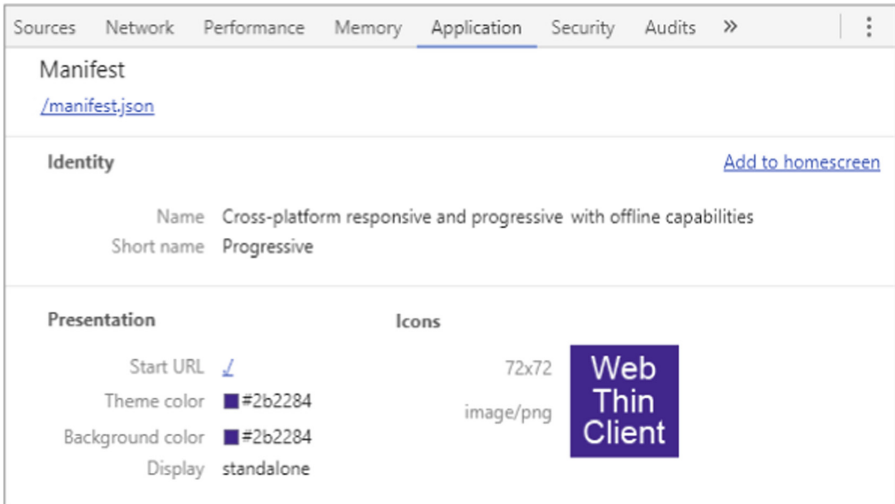 Sources Network Performance Memory Application Security Audits »
Manifest
/manifest.json
Identity Add to homescreen
Name Cross-platform responsive and progressive with offline capabilities
Short name Progressive
Presentation Icons
Start URL /
72x72
Theme color #2b2284
image/png
Background color #2b2284
Display standalone
Web
Thin
Client